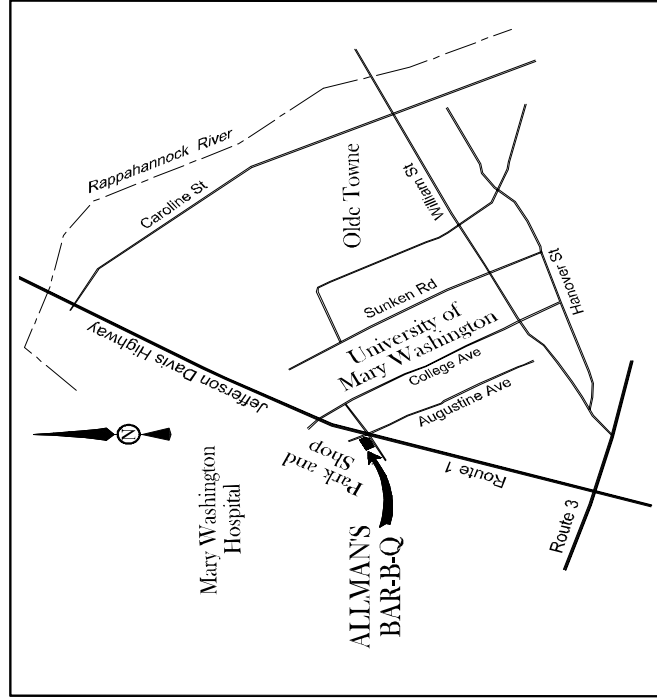 Rappahannock River
Caroline St
Olde Towne
William St
Jefferson Davis Highway
Sunken Rd
Hanover St
University of
Mary Washington
College Ave
Augustine Ave
Park and
Shop
Route 1
N
Mary Washington
Hospital
ALLMAN'S
BAR-B-Q
Route 3